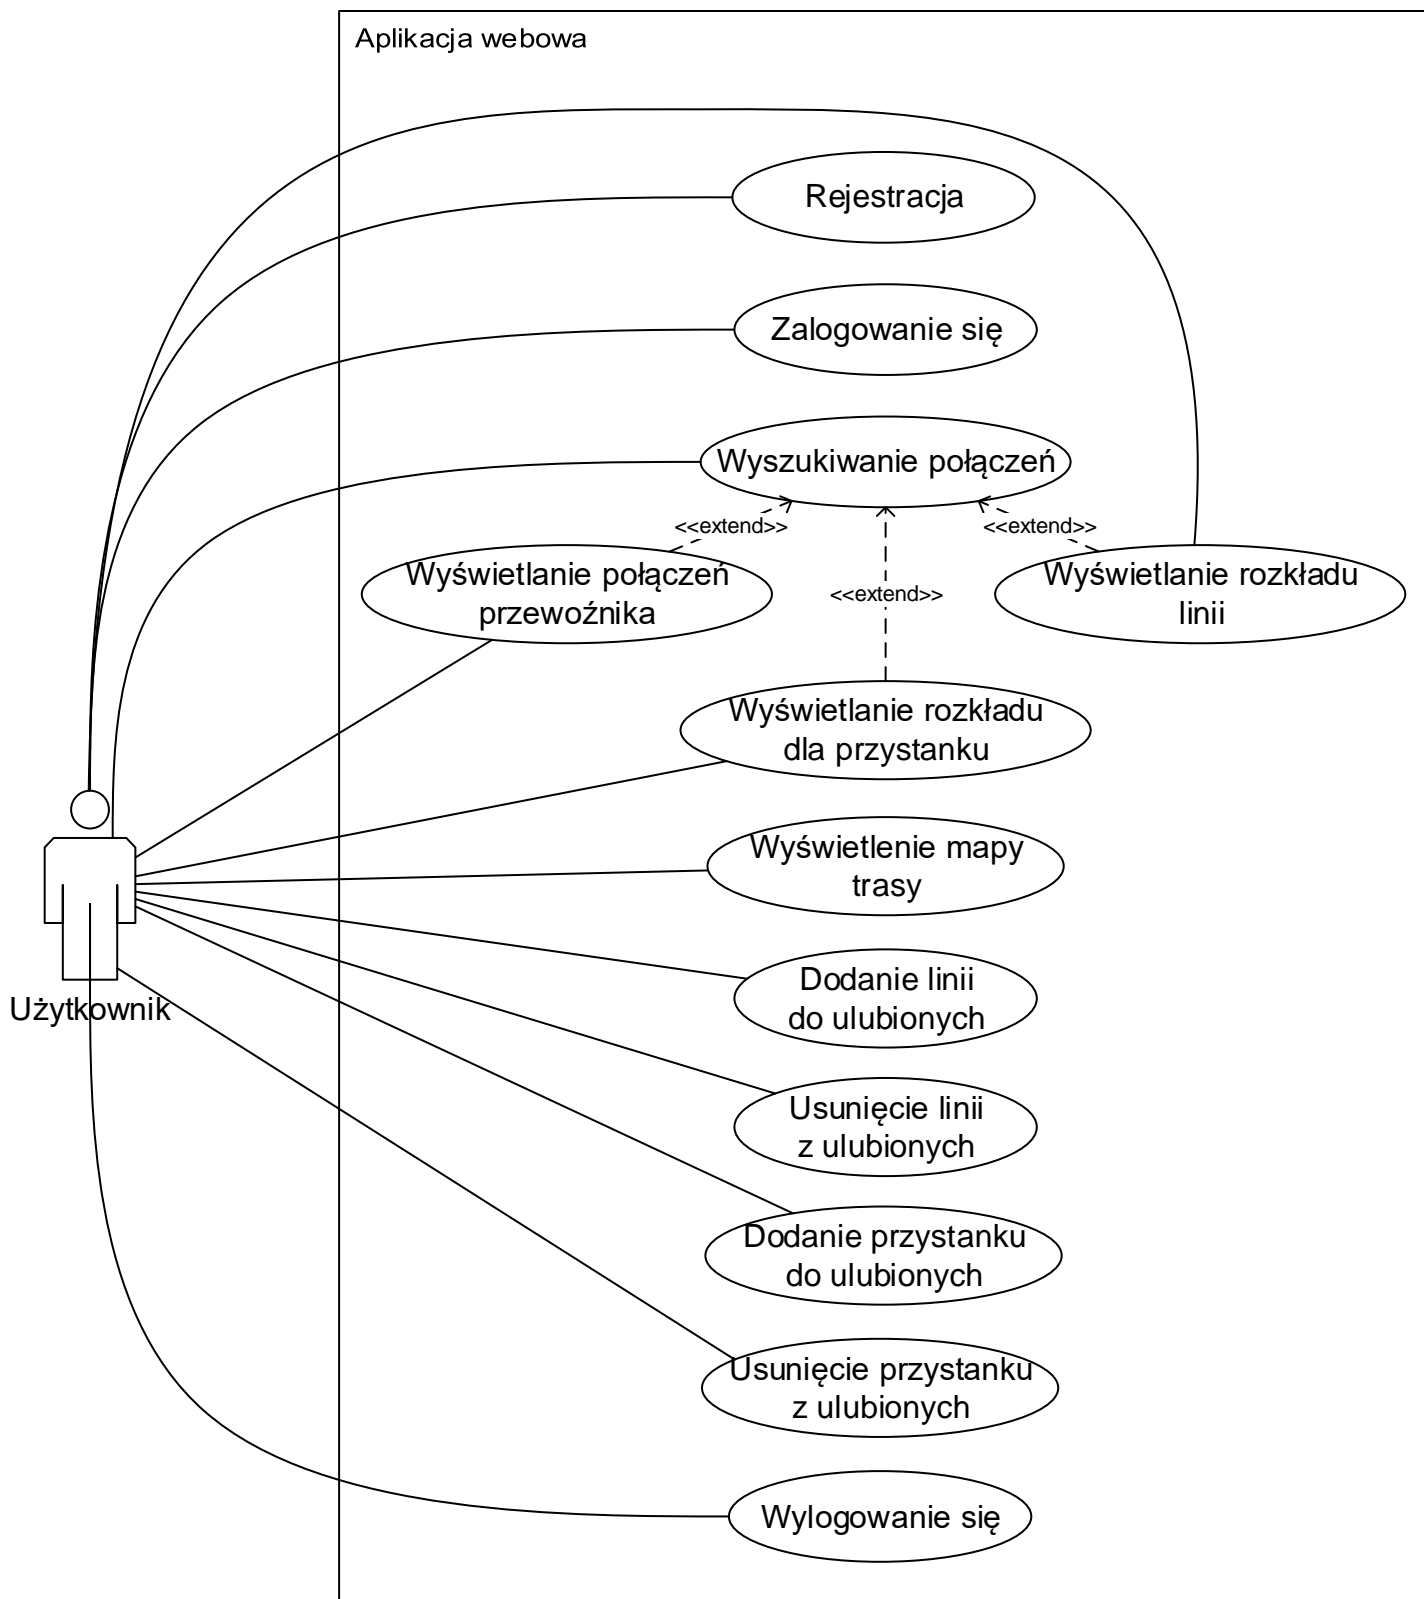 Aplikacja webowa
Rejestracja
Zalogowanie się
Wyszukiwanie połączeń
<<extend>>
<<extend>>
Wyświetlanie połączeń
przewoźnika
<<extend>>
Wyświetlanie rozkładu
linii
Wyświetlanie rozkładu
dla przystanku
Wyświetlenie mapy
trasy
Dodanie linii
do ulubionych
Użytkownik
Usunięcie linii
z ulubionych
Dodanie przystanku
do ulubionych
Usunięcie przystanku
z ulubionych
Wylogowanie się